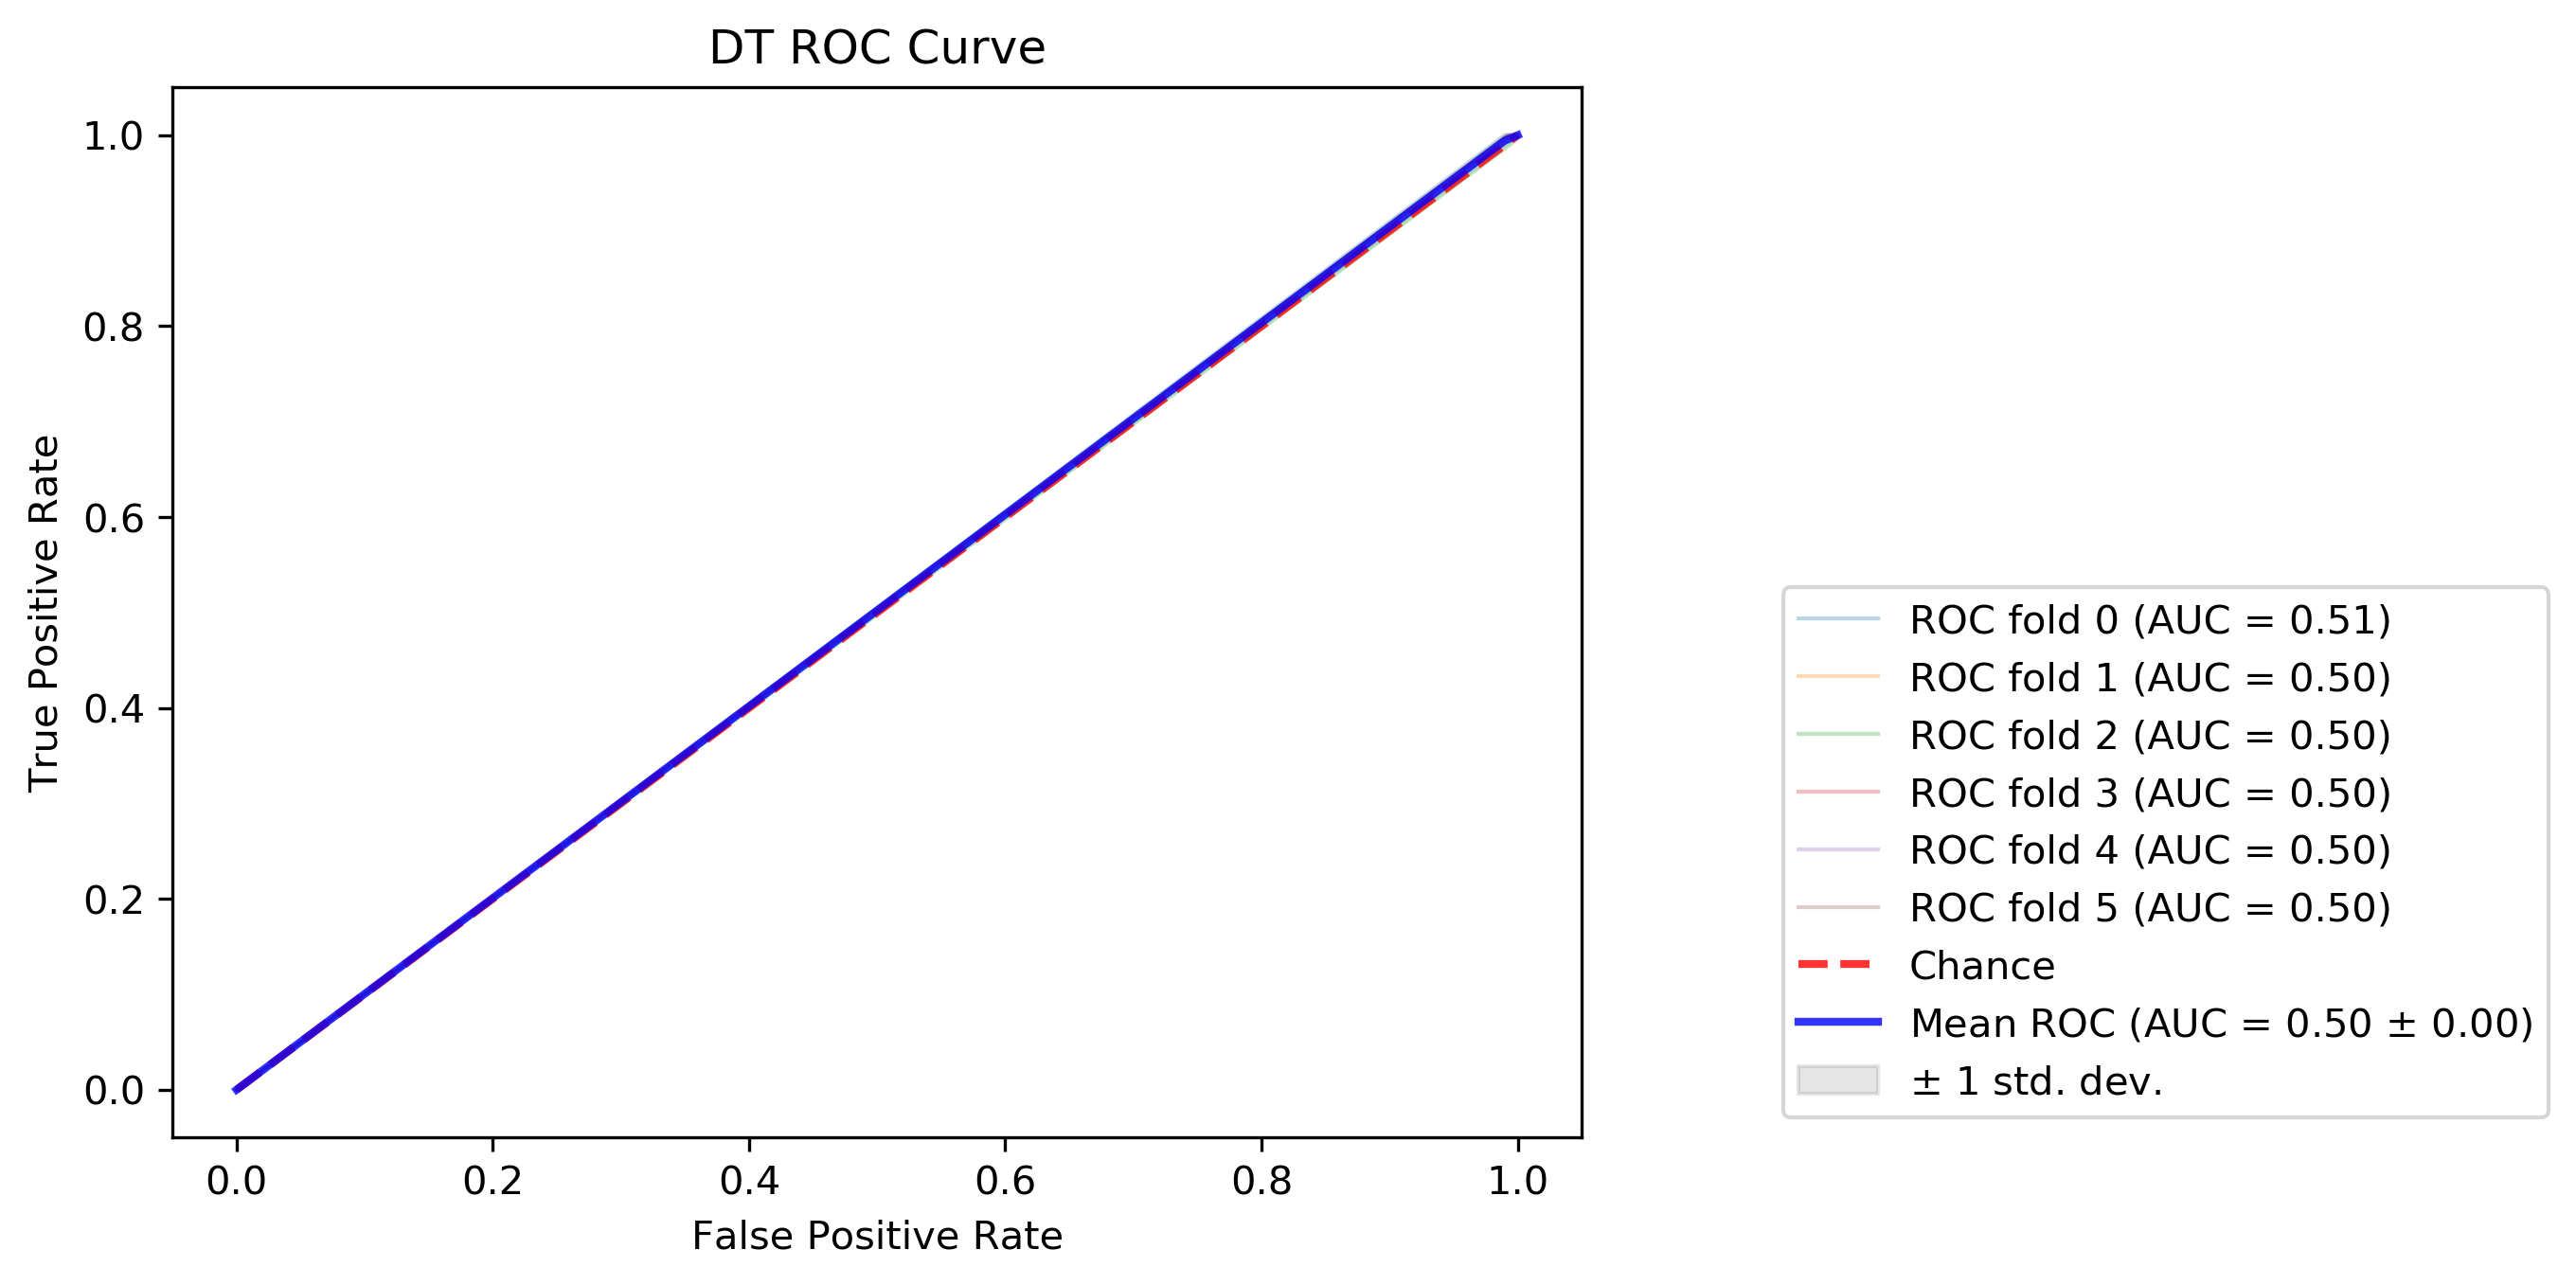 DT ROC Curve
True Positive Rate
1.0
0.8
0.6
0.4
0.2
0.0
0.0 0.2 0.4 0.6 0.8 1.0
False Positive Rate
ROC fold 0 (AUC = 0.51)
ROC fold 1 (AUC = 0.50)
ROC fold 2 (AUC = 0.50)
ROC fold 3 (AUC = 0.50)
ROC fold 4 (AUC = 0.50)
ROC fold 5 (AUC = 0.50)
Chance
Mean ROC (AUC = 0.50 ± 0.00)
± 1 std. dev.